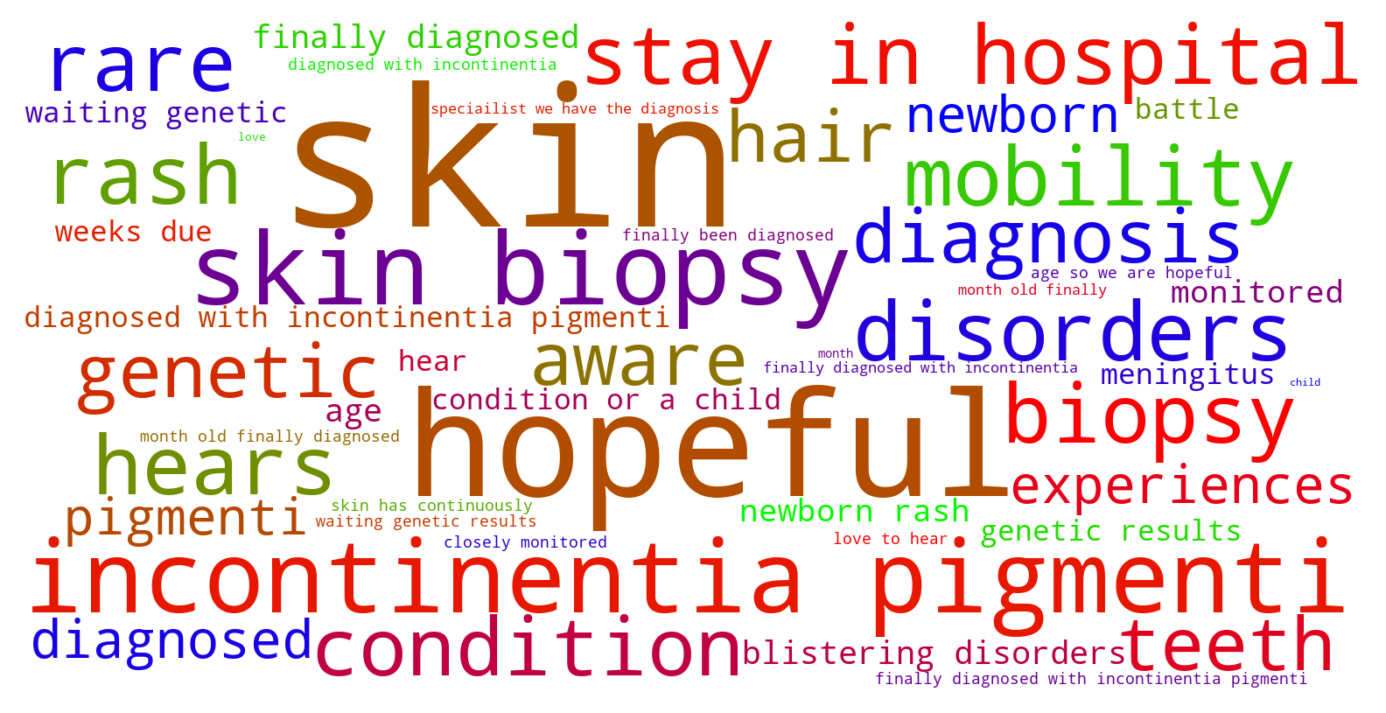 rare
finally diagnosed
stay in hospital
diagnosed with incontinentia
waiting genetic
speciailist we have the diagnosis
newborn
battle
love
skin
hair
rash
mobility
weeks due
finally been diagnosed
diagnosis
skin biopsy
age so we are hopeful
month old finally
monitored
diagnosed with incontinentia pigmenti
disorders
genetic
hear
aware
month
finally diagnosed with incontinentia
meningitus
child
age
condition or a child
hopeful
biopsy
month old finally diagnosed
hears
experiences
pigmenti
skin has continuously
newborn rash
waiting genetic results
genetic results
closely monitored
love to hear
incontinentia pigmenti
diagnosed
condition
blistering disorders
teeth
finally diagnosed with incontinentia pigmenti